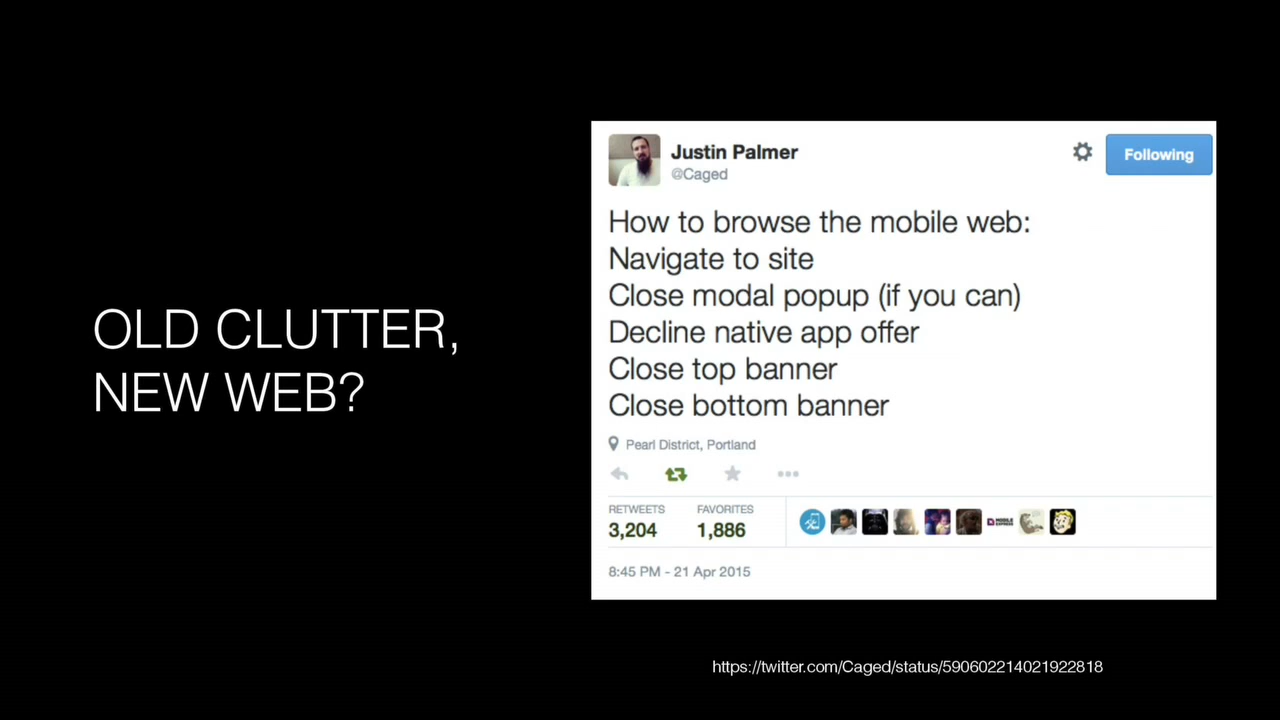 OLD CLUTTER,
NEW WEB?
Justin Palmer
@Caged
Following
How to browse the mobile web:
Navigate to site
Close modal popup (if you can)
Decline native app offer
Close top banner
Close bottom banner
Pearl District, Portland
RETWEETS
3,204
FAVORITES
1,886
MOBILE
EXPRESS
8:45 PM - 21 Apr 2015
https://twitter.com/Caged/status/590602214021922818